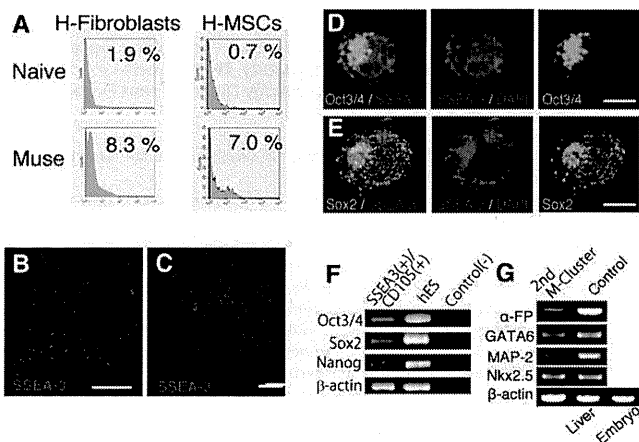 A
H-Fibroblasts H-MSCs
Naive
1.9 %
0.7 %
Muse
8.3 %
7.0 %
B
SSEA-3
C
SSEA-3
D
Oct3/4 /
Oct3/4
E
Sox2 /
Sox2
F
SSEA3(+)/
CD105(+)
hES
Control(-)
Oct3/4
Sox2
Nanog
β-actin
G
2nd
M-Cluster
Control
α-FP
GATA6
MAP-2
Nkx2.5
β-actin
Liver
Embryo